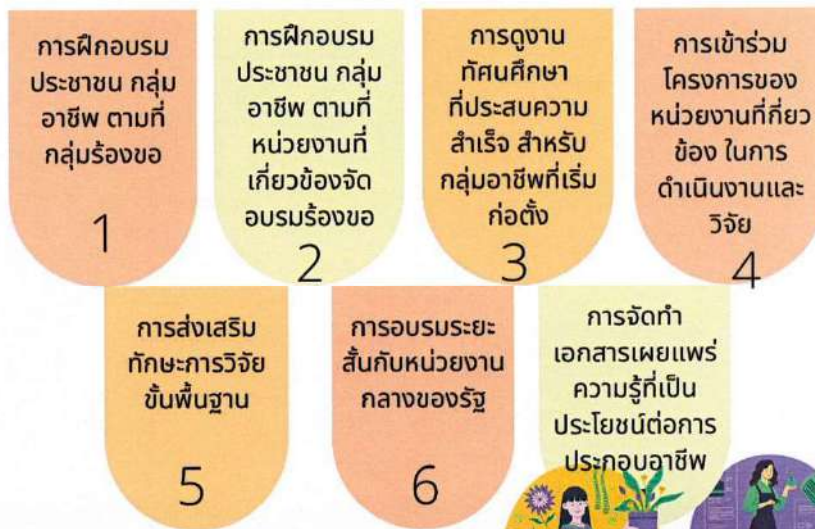 การฝึกอบรม
ประชาชน กลุ่ม
อาชีพ ตามที่
กลุ่มร้องขอ
1
การฝึกอบรม
ประชาชน กลุ่ม
อาชีพ ตามที่
หน่วยงานที่
เกี่ยวข้องจัด
อบรมร้องขอ
2
การดูงาน
ทัศนศึกษา
ที่ประสบความ
สำเร็จ สำหรับ
กลุ่มอาชีพที่เริ่ม
ก่อตั้ง
3
การเข้าร่วม
โครงการของ
หน่วยงานที่กี่ยว
ข้อง ในการ
ดำเนินงานและ
วิจัย
4
การส่งเสริม
ทักษะการวิจัย
ขั้นพื้นฐาน
5
การอบรมระยะ
สั้นกับหน่วยงาน
กลางของรัฐ
6
การจัดทำ
เอกสารเผยแพร่
ความรู้ที่เป็น
ประโยชน์ต่อการ
ประกอบอาชีพ